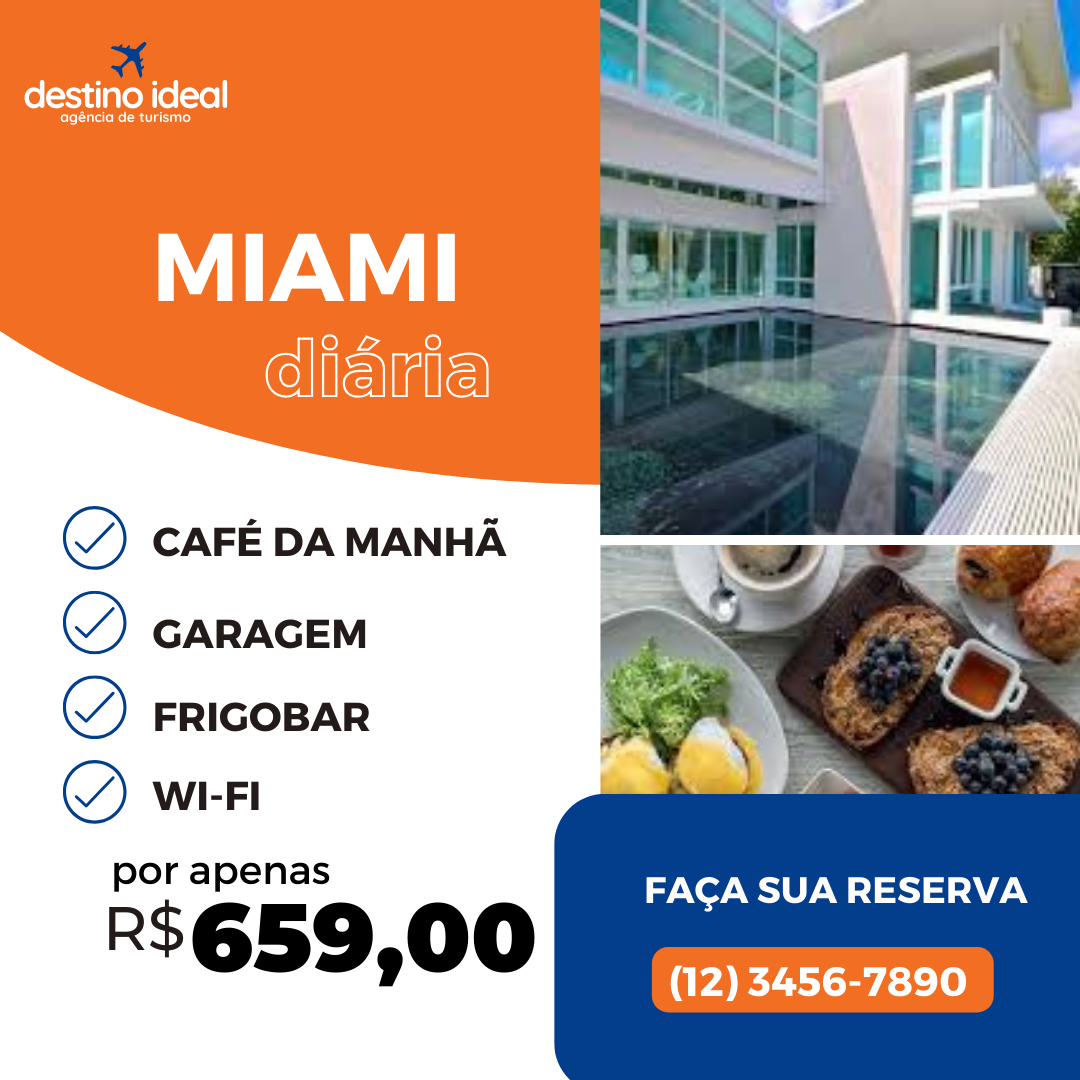 destino ideal
agência de turismo
MIAMI
diária
CAFÉ DA MANHÃ
GARAGEM
FRIGOBAR
WI-FI
por apenas
R$659,00
FAÇA SUA RESERVA
(12) 3456-7890